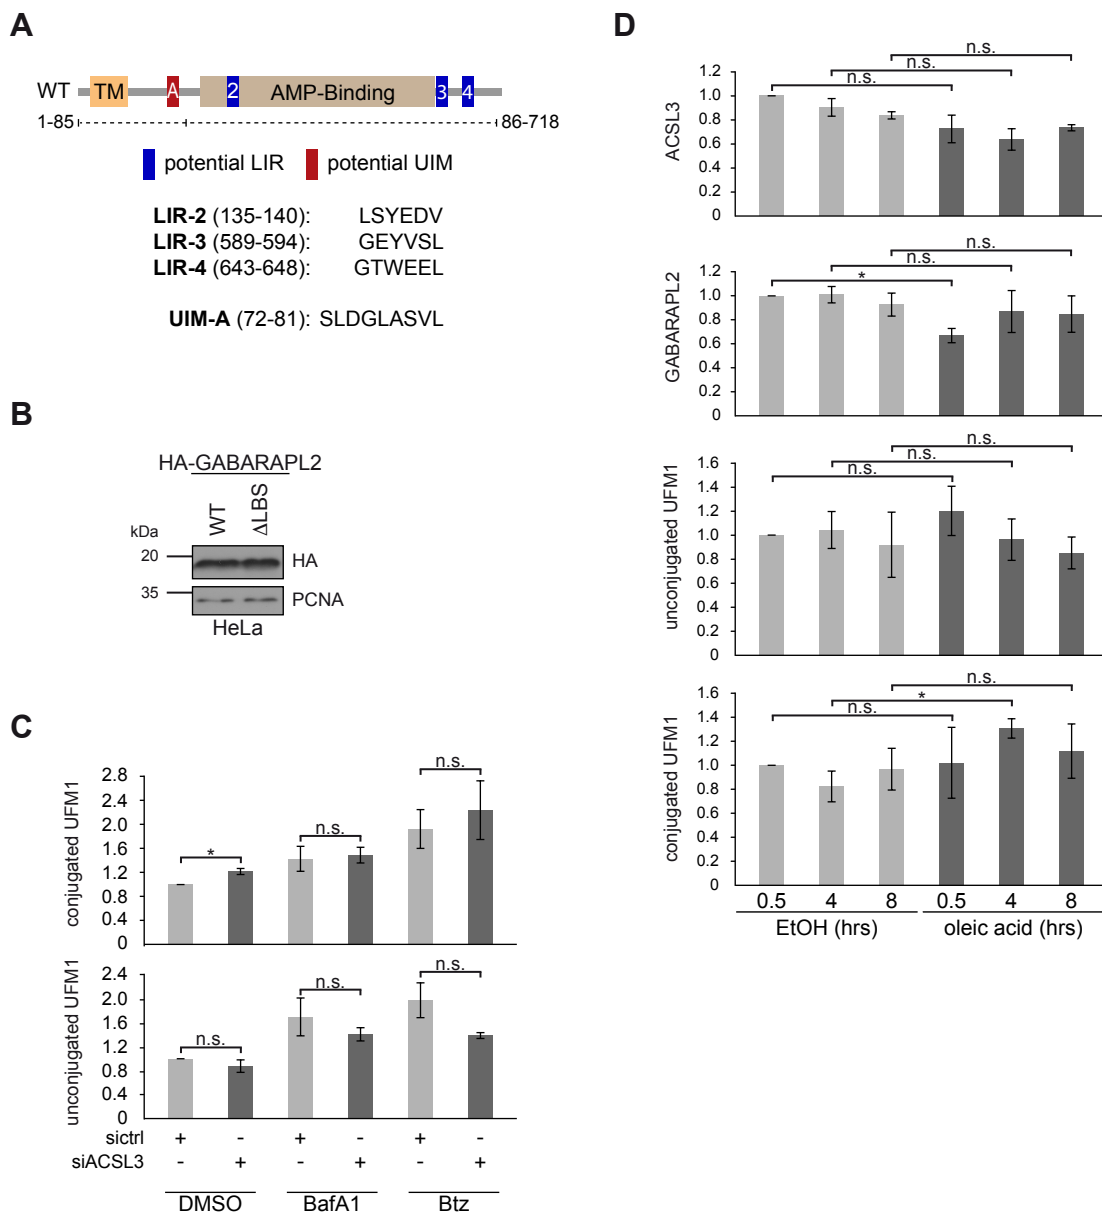 A
WT TM A 2 AMP-Binding 3 4
1-85 86-718
potential LIR potential UIM
LIR-2 (135-140): LSYEDV
LIR-3 (589-594): GEYVSL
LIR-4 (643-648): GTWEEL
UIM-A (72-81): SLDGLASVL
B
HA-GABARAPL2
WT ΔLBS
kDa
20 HA
35 PCNA
HeLa
C
conjugated UFM1
2.8
2.4
2.0
1.6
1.2
0.8
0.4
0
* n.s. n.s.
unconjugated UFM1
2.4
2.0
1.6
1.2
0.8
0.4
0
n.s. n.s. n.s.
sictrl + - + - + -
siACSL3 - + - + - +
DMSO BafA1 Btz
D
ACSL3
1.2
1.0
0.8
0.6
0.4
0.2
0
n.s.
n.s.
n.s.
GABARAPL2
1.2
1.0
0.8
0.6
0.4
0.2
0
n.s.
n.s.
*
unconjugated UFM1
1.6
1.4
1.2
1.0
0.8
0.6
0.4
0.2
0
n.s.
n.s.
n.s.
conjugated UFM1
1.6
1.4
1.2
1.0
0.8
0.6
0.4
0.2
0
n.s.
*
n.s.
0.5 4 8 0.5 4 8
EtOH (hrs) oleic acid (hrs)